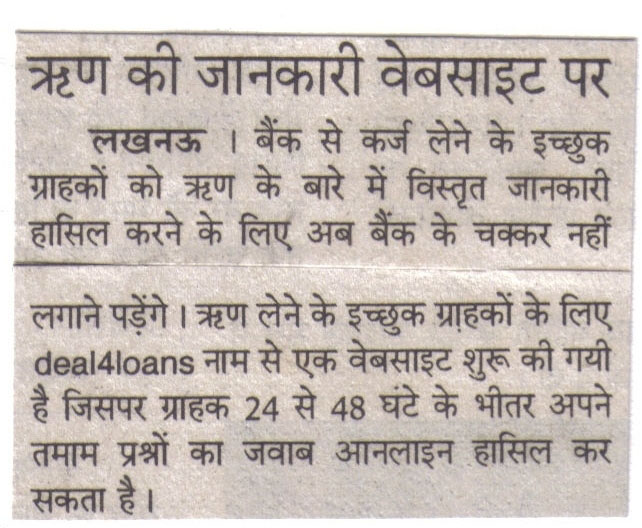 ऋण की जानकारी वेबसाइट पर
लखनऊ । बैंक से कर्ज लेने के इच्छुक
ग्राहकों को ऋण के बारे में विस्तृत जानकारी
हासिल करने के लिए अब बैंक के चक्कर नहीं
लगाने पड़ेंगे । ऋण लेने के इच्छुक ग्राहकों के लिए
deal4loans नाम से एक वेबसाइट शुरू की गयी
है जिसपर ग्राहक 24 से 48 घंटे के भीतर अपने
तमाम प्रश्नों का जवाब आनलाइन हासिल कर
सकता है ।